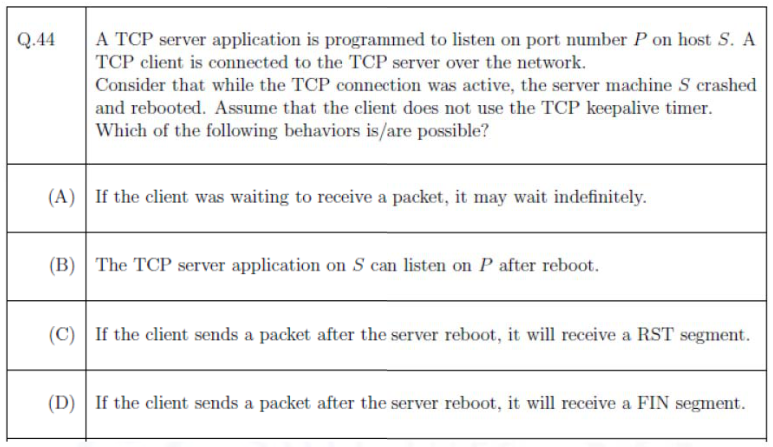 Q.44
A TCP server application is programmed to listen on port number P on host S. A
TCP client is connected to the TCP server over the network.
Consider that while the TCP connection was active, the server machine S crashed
and rebooted. Assume that the client does not use the TCP keepalive timer.
Which of the following behaviors is/are possible?
(A) If the client was waiting to receive a packet, it may wait indefinitely.
(B) The TCP server application on S can listen on P after reboot.
(C) If the client sends a packet after the server reboot, it will receive a RST segment.
(D) If the client sends a packet after the server reboot, it will receive a FIN segment.